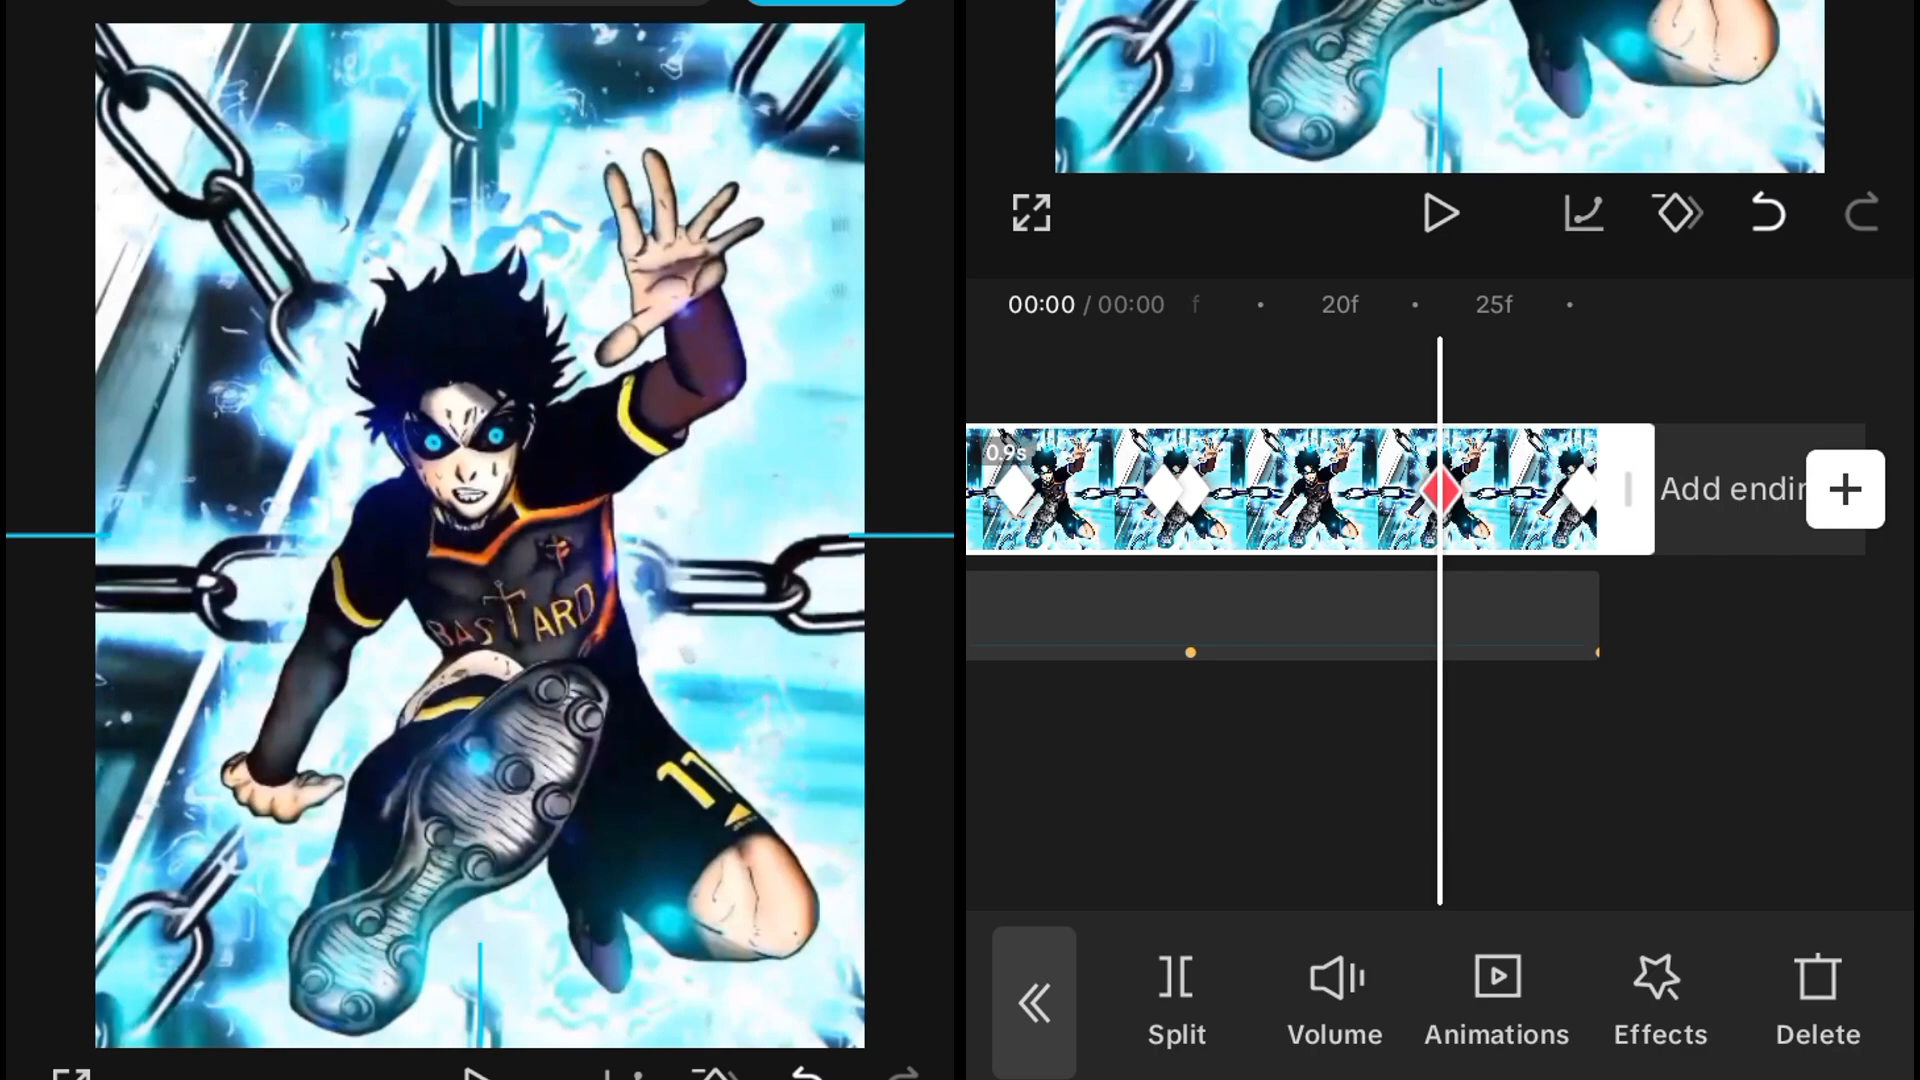 BASTARD
11
00:00 / 00:00
f
20f
25f
0.9s
Add endin
Split
Volume
Animations
Effects
Delete